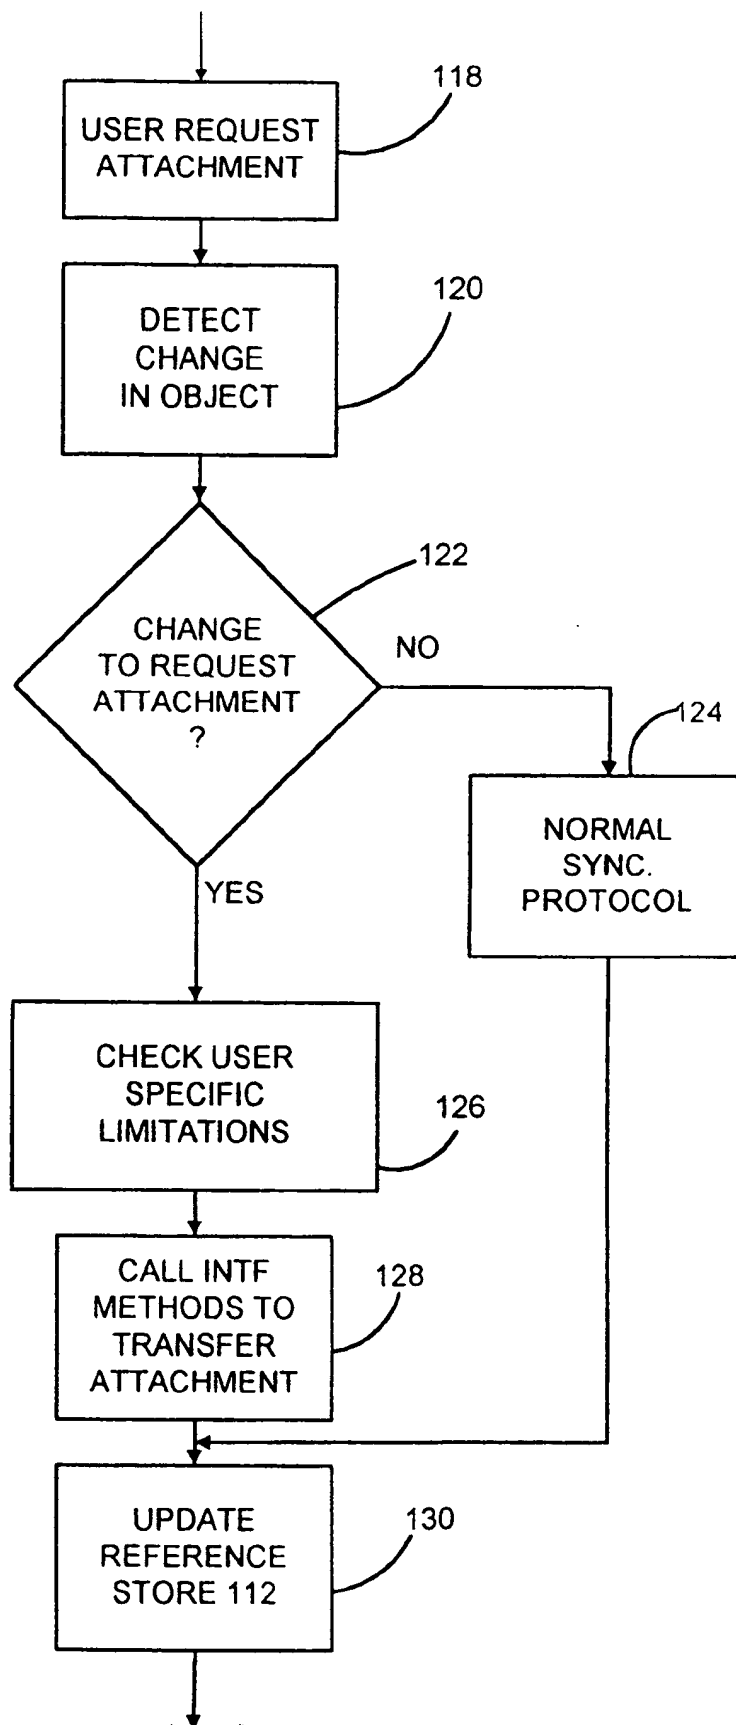 118
USER REQUEST
ATTACHMENT
120
DETECT
CHANGE
IN OBJECT
122
CHANGE
TO REQUEST
ATTACHMENT
?
NO
124
NORMAL
SYNC.
PROTOCOL
YES
CHECK USER
SPECIFIC
LIMITATIONS
126
CALL INTF
METHODS TO
TRANSFER
ATTACHMENT
128
UPDATE
REFERENCE
STORE 112
130